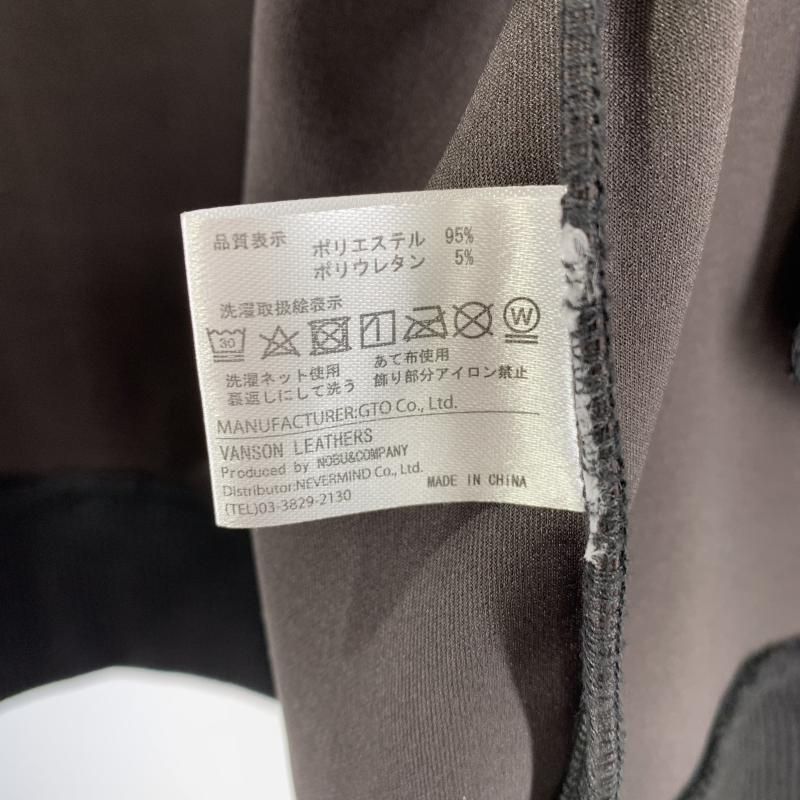 品質表示 ポリエステル 95%
ポリウレタン 5%
洗濯取扱絵表示
30 W
洗濯ネット使用 あて布使用
裏返しにして洗う 飾り部分アイロン禁止
MANUFACTURER:GTO Co., Ltd.
VANSON LEATHERS
Produced by NOBU&COMPANY
Distributor:NEVERMIND Co., Ltd.
(TEL)03-3829-2130 MADE IN CHINA